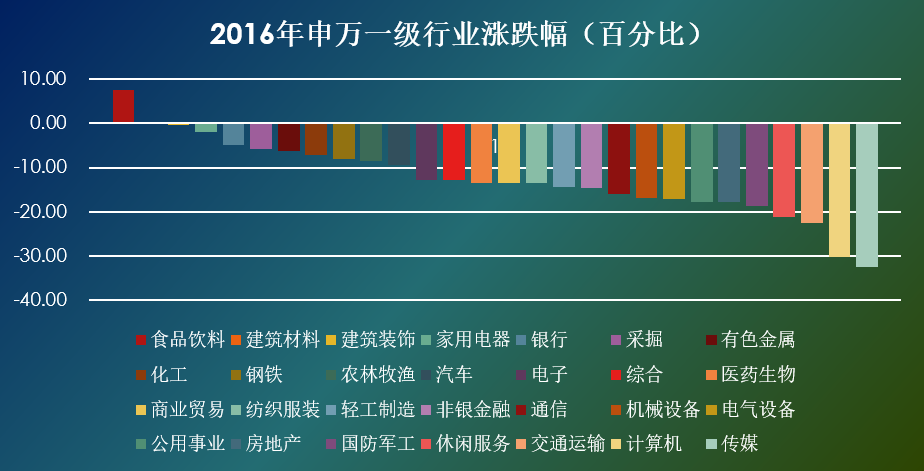 2016年申万一级行业涨跌幅（百分比）
10.00
0.00
-10.00
-20.00
-30.00
-40.00
1
食品饮料 建筑材料 建筑装饰 家用电器 银行 采掘 有色金属
化工 钢铁 农林牧渔 汽车 电子 综合 医药生物
商业贸易 纺织服装 轻工制造 非银金融 通信 机械设备 电气设备
公用事业 房地产 国防军工 休闲服务 交通运输 计算机 传媒